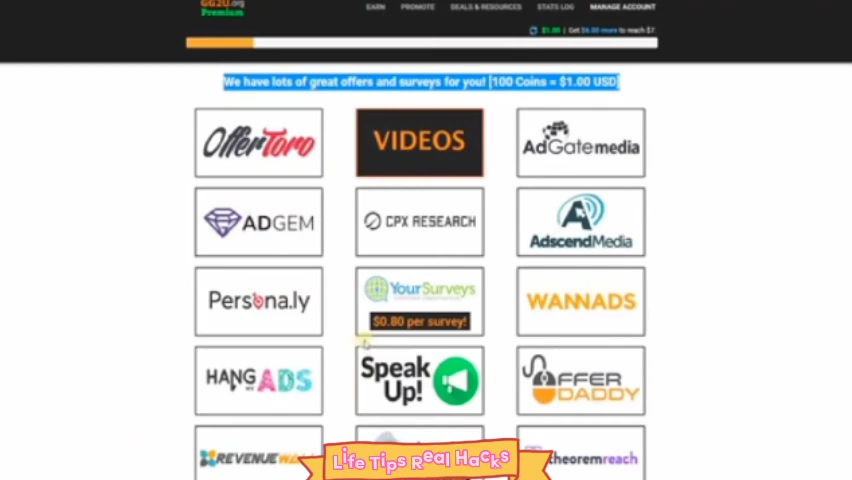 GG2U.org
Premium
EARN PROMOTE DEALS & RESOURCES STATS LOG MANAGE ACCOUNT
$1.00 | Get $6.00 more to reach $7.
We have lots of great offers and surveys for you! [100 Coins = $1.00 USD]
OfferToro VIDEOS AdGatemedia
ADGEM CPX RESEARCH AdscendMedia
Persona.ly YourSurveys WANNADS
$0.80 per survey!
HANG MY ADS Speak Up! OFFER DADDY
REVENUEWALL theoremreach
Life Tips Real Hacks